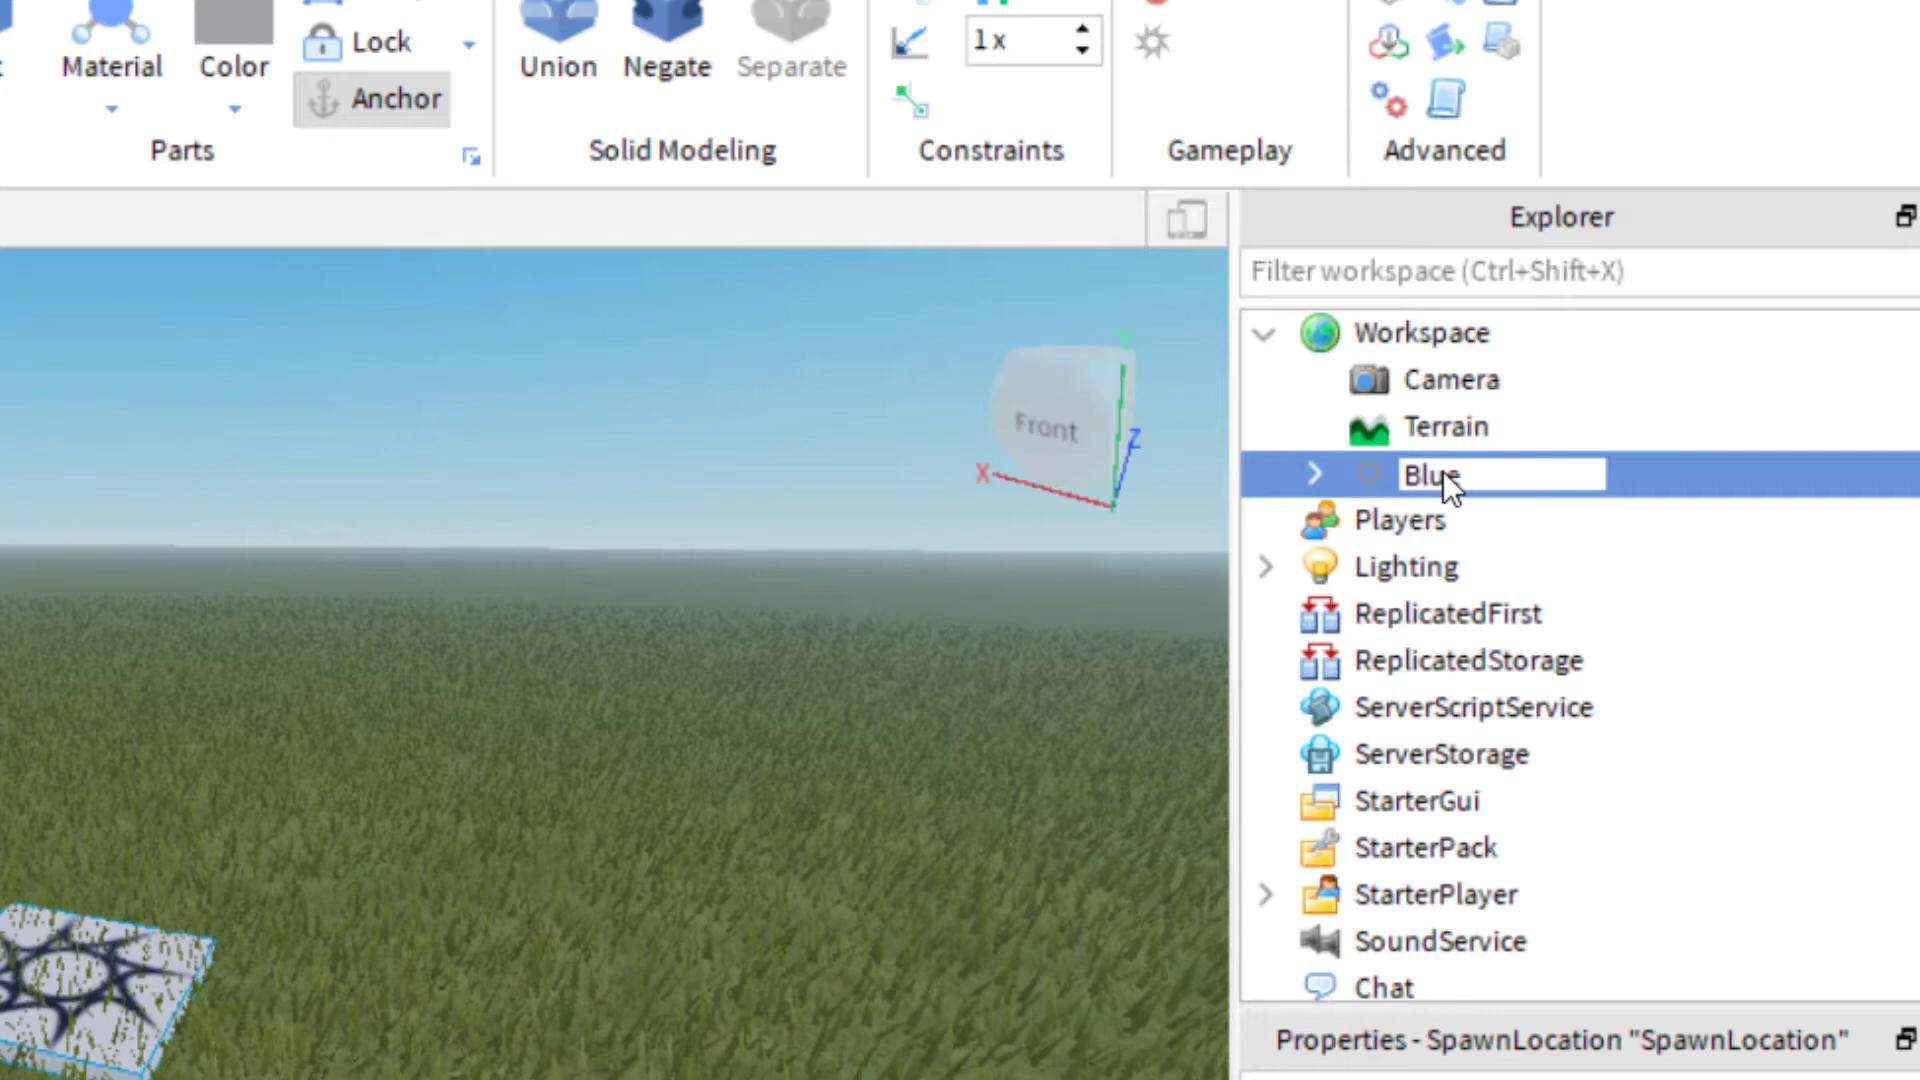 Material
Color
Lock
Anchor
Parts
Union
Negate
Separate
Solid Modeling
1x
Constraints
Gameplay
Advanced
Explorer
Filter workspace (Ctrl+Shift+X)
Workspace
Camera
Terrain
Blue
Players
Lighting
ReplicatedFirst
ReplicatedStorage
ServerScriptService
ServerStorage
StarterGui
StarterPack
StarterPlayer
SoundService
Chat
Properties - SpawnLocation "SpawnLocation"
Front
X
Y
Z